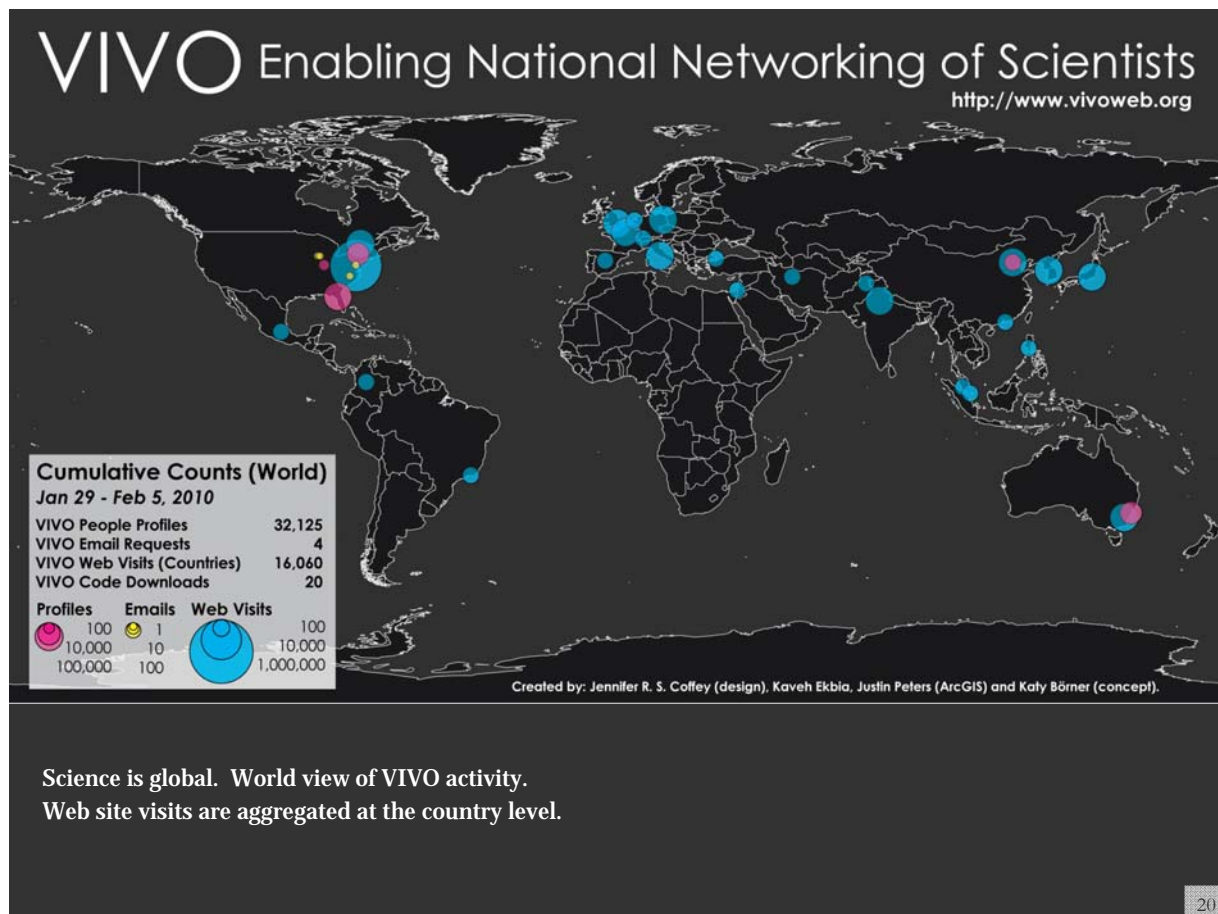 VIVO Enabling National Networking of Scientists
http://www.vivoweb.org
Cumulative Counts (World)
Jan 29 - Feb 5, 2010
VIVO People Profiles 32,125
VIVO Email Requests 4
VIVO Web Visits (Countries) 16,060
VIVO Code Downloads 20
Profiles Emails Web Visits
100 1 100
10,000 10 10,000
100,000 100 1,000,000
Created by: Jennifer R. S. Coffey (design), Kaveh Ekbia, Justin Peters (ArcGIS) and Katy Börner (concept).
Science is global. World view of VIVO activity.
Web site visits are aggregated at the country level.
20